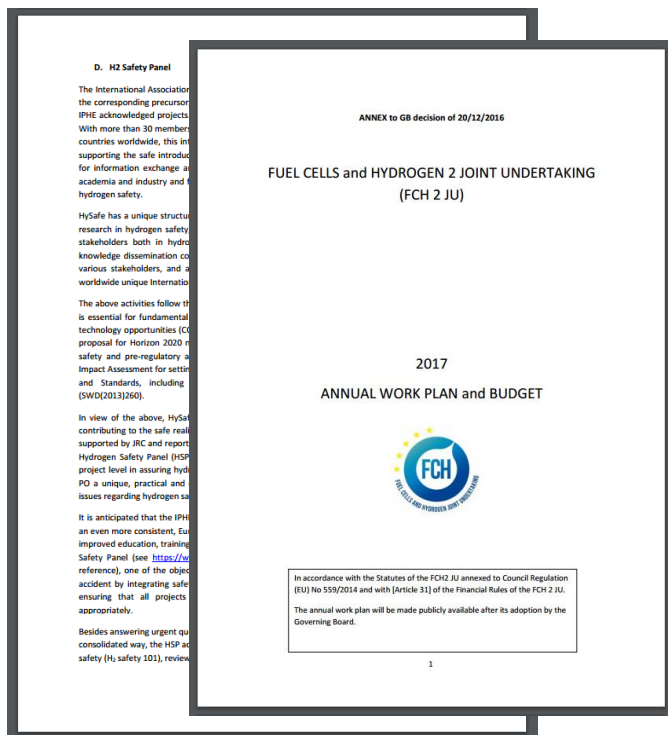 D. H2 Safety Panel
The International Association
the corresponding precursor
IPHE acknowledged projects.
With more than 30 members
countries worldwide, this in
supporting the safe introduc
for information exchange a
academia and industry and f
hydrogen safety.
HySafe has a unique structu
research in hydrogen safety
stakeholders both in hydro
knowledge dissemination co
various stakeholders, and a
worldwide unique Internatio
The above activities follow th
is essential for fundamental
technology opportunities (CC
proposal for Horizon 2020 n
safety and pre-regulatory a
Impact Assessment for settin
and Standards, including
(SWD(2013)260).
In view of the above, HySaf
contributing to the safe reali
supported by JRC and report
Hydrogen Safety Panel (HSP
project level in assuring hyd
PO a unique, practical and
issues regarding hydrogen sa
It is anticipated that the IPHE
an even more consistent, Eu
improved education, training
Safety Panel (see https://w
reference), one of the objec
accident by integrating safe
ensuring that all projects
appropriately.
Besides answering urgent qu
consolidated way, the HSP ac
safety (H₂ safety 101), review
ANNEX to GB decision of 20/12/2016
FUEL CELLS and HYDROGEN 2 JOINT UNDERTAKING
(FCH 2 JU)
2017
ANNUAL WORK PLAN and BUDGET
FCH
FUEL CELLS AND HYDROGEN JOINT UNDERTAKING
In accordance with the Statutes of the FCH2 JU annexed to Council Regulation
(EU) No 559/2014 and with [Article 31] of the Financial Rules of the FCH 2 JU.
The annual work plan will be made publicly available after its adoption by the
Governing Board.
1